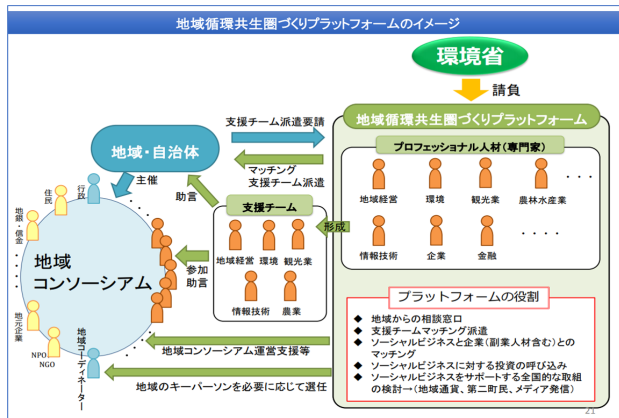 地域循環共生圏づくりプラットフォームのイメージ
環境省
請負
地域循環共生圏づくりプラットフォーム
プロフェッショナル人材（専門家）
地域経営
環境
観光業
農林水産業
・・・
情報技術
企業
金融
・・・・
支援チーム派遣要請
マッチング
支援チーム派遣
地域・自治体
主催
助言
支援チーム
形成
地域経営 環境 観光業
情報技術
農業
参加
助言
行政
住民
地銀・信金
地元企業
NPO
NGO
地域コーディネーター
地域
コンソーシアム
地域コンソーシアム運営支援等
地域のキーパーソンを必要に応じて選任
プラットフォームの役割
◆ 地域からの相談窓口
◆ 支援チームマッチング派遣
◆ ソーシャルビジネスと企業（副業人材含む）との
マッチング
◆ ソーシャルビジネスに対する投資の呼び込み
◆ ソーシャルビジネスをサポートする全国的な取組
の検討→（地域通貨、第二町民、メディア発信）
21